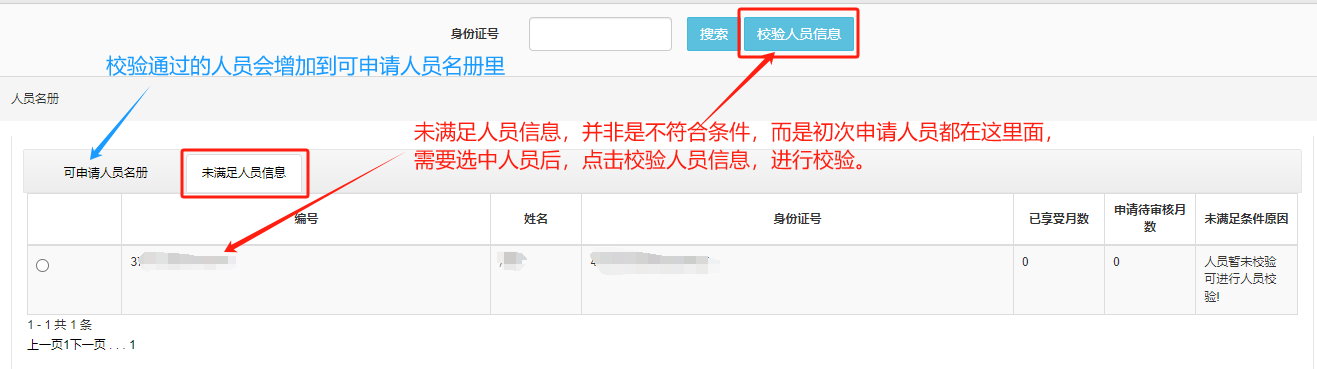 身份证号
搜索
校验人员信息
校验通过的人员会增加到可申请人员名册里
人员名册
未满足人员信息，并非是不符合条件，而是初次申请人员都在这里面，
需要选中人员后，点击校验人员信息，进行校验。
可申请人员名册
未满足人员信息
编号
姓名
身份证号
已享受月数
申请待审核月
数
未满足条件原因
0
0
人员暂未校验
可进行人员校
验!
1 - 1 共 1 条
上一页1下一页 . . . 1